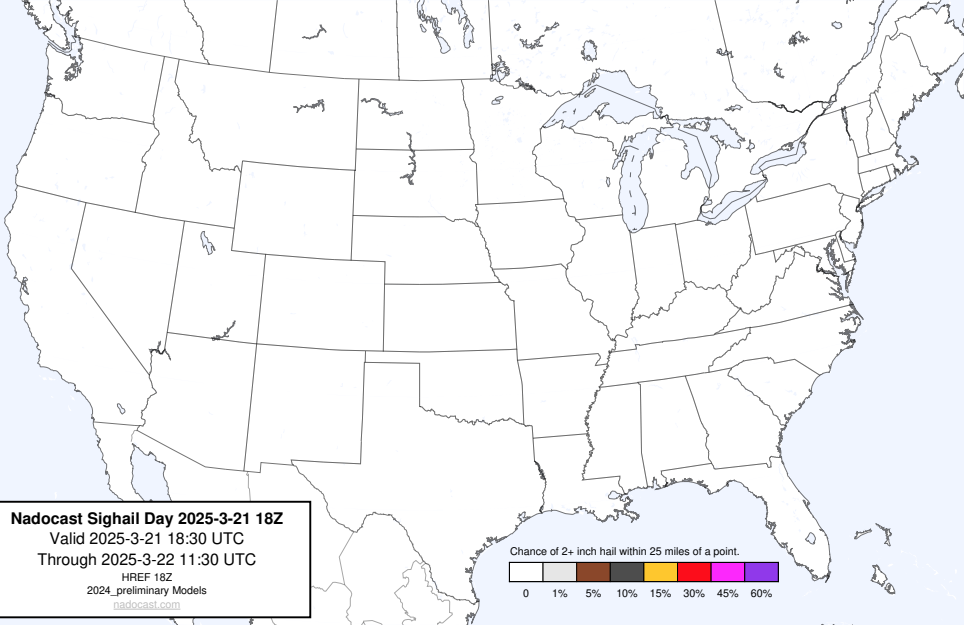 Nadocast Sighail Day 2025-3-21 18Z
Valid 2025-3-21 18:30 UTC
Through 2025-3-22 11:30 UTC
HREF 18Z
2024_preliminary Models
nadocast.com
Chance of 2+ inch hail within 25 miles of a point.
0 1% 5% 10% 15% 30% 45% 60%